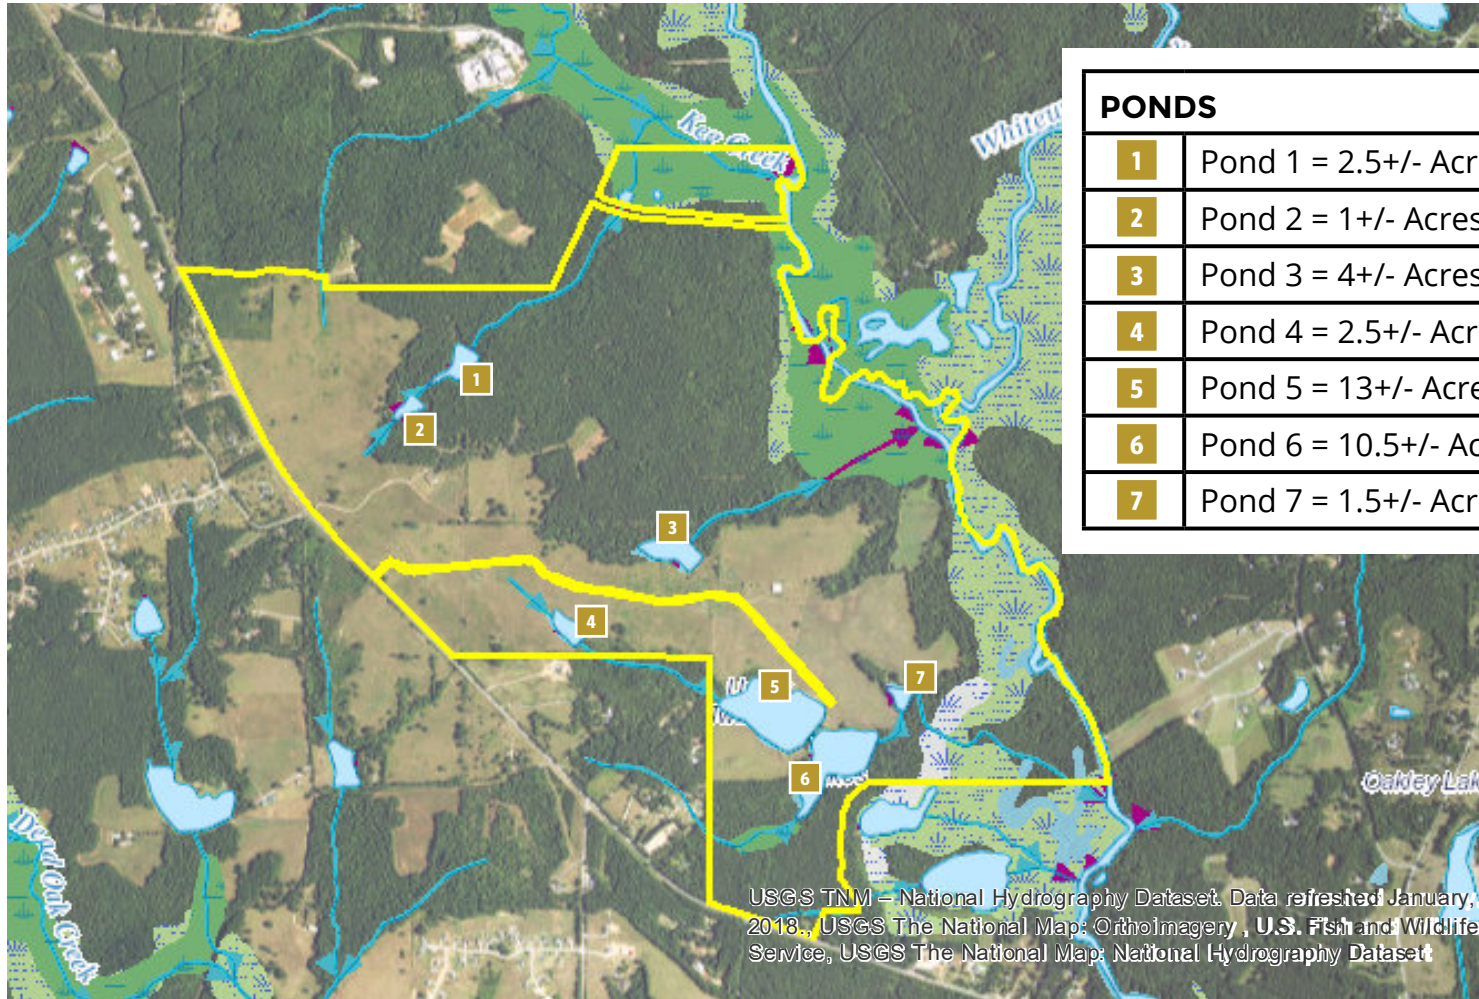 Kea Creek
PONDS
1 Pond 1 = 2.5+/- Acr
2 Pond 2 = 1+/- Acres
3 Pond 3 = 4+/- Acres
4 Pond 4 = 2.5+/- Acr
5 Pond 5 = 13+/- Acre
6 Pond 6 = 10.5+/- Ac
7 Pond 7 = 1.5+/- Acr
1
2
3
4
5
7
6
Oakley Lak
Dead Oak Creek
USGS TNM – National Hydrography Dataset. Data refreshed January,
2018., USGS The National Map: Orthoimagery , U.S. Fish and Wildlife
Service, USGS The National Map: National Hydrography Dataset